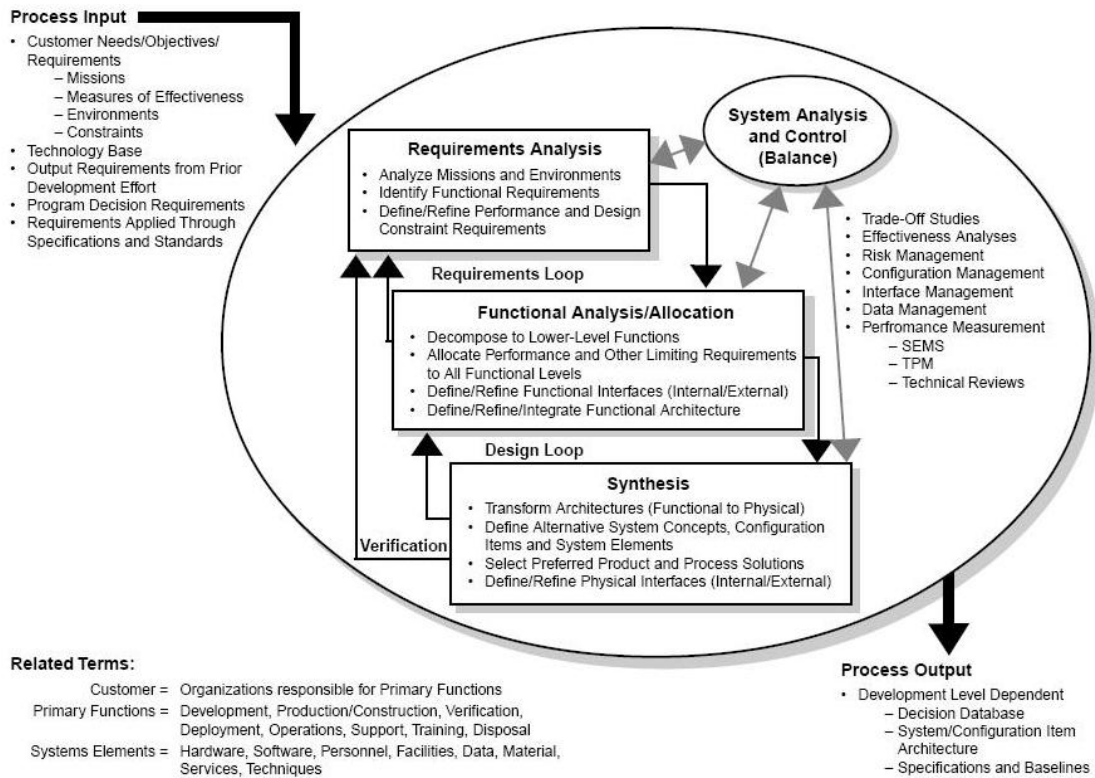 Process Input
• Customer Needs/Objectives/
Requirements
– Missions
– Measures of Effectiveness
– Environments
– Constraints
• Technology Base
• Output Requirements from Prior
Development Effort
• Program Decision Requirements
• Requirements Applied Through
Specifications and Standards
System Analysis
and Control
(Balance)
Requirements Analysis
• Analyze Missions and Environments
• Identify Functional Requirements
• Define/Refine Performance and Design
Constraint Requirements
• Trade-Off Studies
• Effectiveness Analyses
• Risk Management
• Configuration Management
• Interface Management
• Data Management
• Perfromance Measurement
– SEMS
– TPM
– Technical Reviews
Requirements Loop
Functional Analysis/Allocation
• Decompose to Lower-Level Functions
• Allocate Performance and Other Limiting Requirements
to All Functional Levels
• Define/Refine Functional Interfaces (Internal/External)
• Define/Refine/Integrate Functional Architecture
Design Loop
Synthesis
• Transform Architectures (Functional to Physical)
• Define Alternative System Concepts, Configuration
Items and System Elements
• Select Preferred Product and Process Solutions
• Define/Refine Physical Interfaces (Internal/External)
Verification
Related Terms:
Customer = Organizations responsible for Primary Functions
Primary Functions = Development, Production/Construction, Verification,
Deployment, Operations, Support, Training, Disposal
Systems Elements = Hardware, Software, Personnel, Facilities, Data, Material,
Services, Techniques
Process Output
• Development Level Dependent
– Decision Database
– System/Configuration Item
Architecture
– Specifications and Baselines